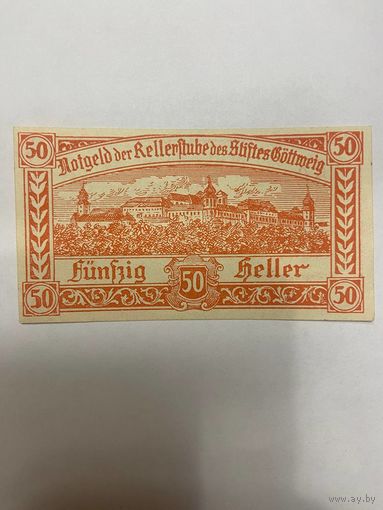 50 50
Notgeld der Kellerstube des Stiftes Göttweig
Fünfzig 50 Heller
50 50
www.ay.by